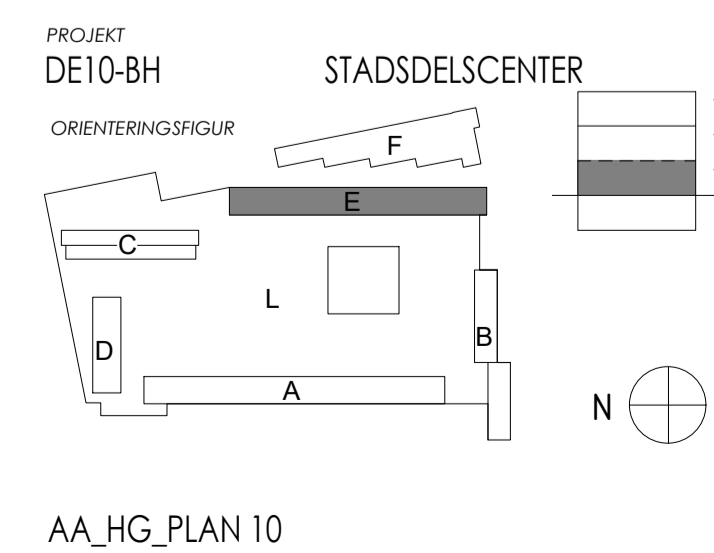 PROJEKT
DE10-BH STADSDELSCENTER
ORIENTERINGSFIGUR
F
E
C
L
B
D
A
N
AA_HG_PLAN 10